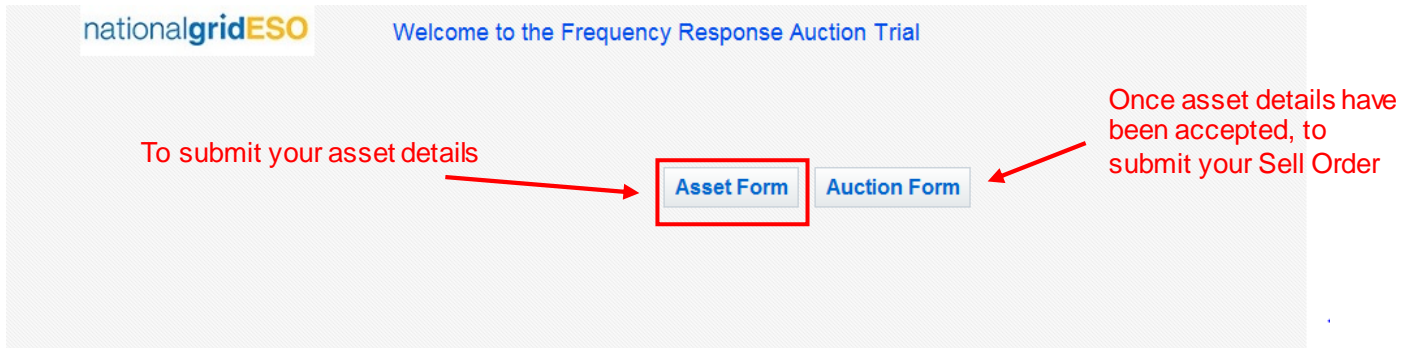 nationalgridESO
Welcome to the Frequency Response Auction Trial
Once asset details have
been accepted, to
submit your Sell Order
To submit your asset details
Asset Form
Auction Form